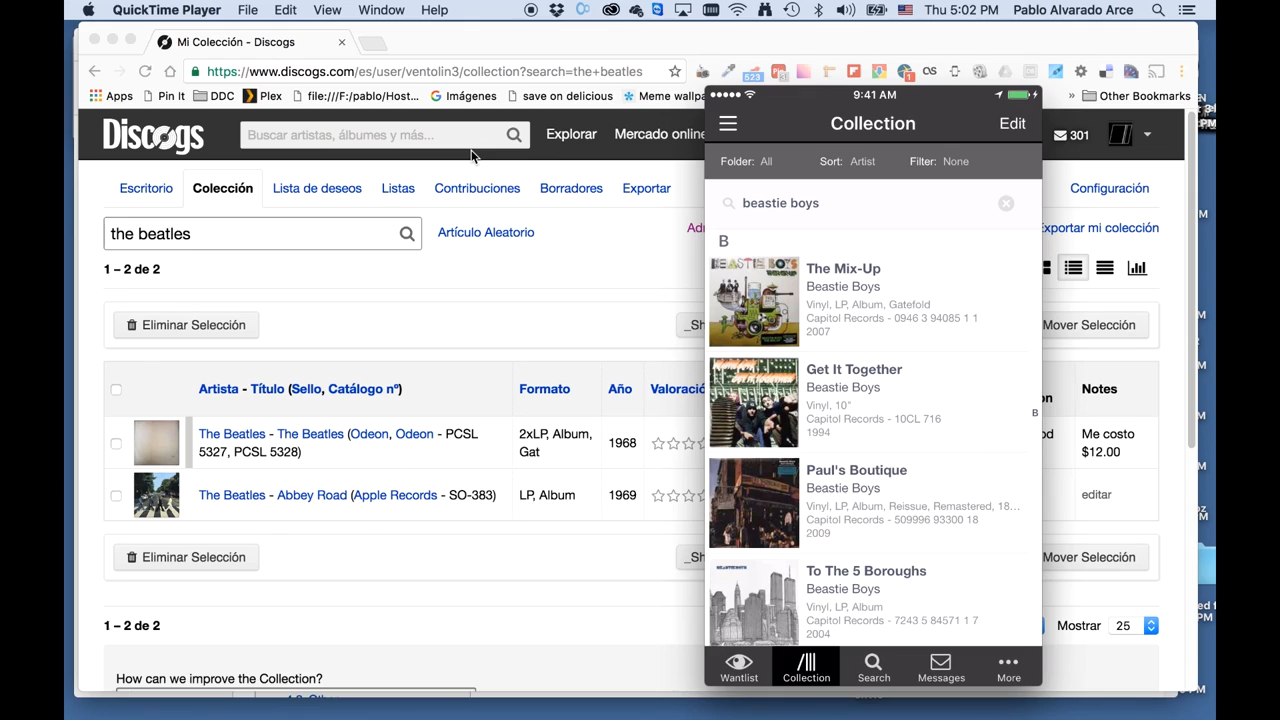 QuickTime Player File Edit View Window Help
Thu 5:02 PM Pablo Alvarado Arce
Mi Colección - Discogs
https://www.discogs.com/es/user/ventolin3/collection?search=the+beatles
523
Apps Pin It DDC Plex file:///F:/pablo/Host... Imágenes save on delicious Meme wallpa
» Other Bookmarks
Discogs
Buscar artistas, álbumes y más...
Explorar
Mercado online
301
Escritorio Colección Lista de deseos Listas Contribuciones Borradores Exportar
Configuración
the beatles
Artículo Aleatorio
Exportar mi colección
1 – 2 de 2
Eliminar Selección
_Sh
Mover Selección
Artista - Título (Sello, Catálogo nº) Formato Año Valoració
Notes
The Beatles - The Beatles (Odeon, Odeon - PCSL
5327, PCSL 5328)
2xLP, Album,
Gat
1968
Me costo
$12.00
The Beatles - Abbey Road (Apple Records - SO-383) LP, Album 1969
editar
Eliminar Selección
_Sh
Mover Selección
1 – 2 de 2
Mostrar 25
How can we improve the Collection?
9:41 AM
Collection
Edit
Folder: All Sort: Artist Filter: None
beastie boys
B
The Mix-Up
Beastie Boys
Vinyl, LP, Album, Gatefold
Capitol Records - 0946 3 94085 1 1
2007
Get It Together
Beastie Boys
Vinyl, 10"
Capitol Records - 10CL 716
1994
B
Paul's Boutique
Beastie Boys
Vinyl, LP, Album, Reissue, Remastered, 18...
Capitol Records - 509996 93300 18
2009
To The 5 Boroughs
Beastie Boys
Vinyl, LP, Album
Capitol Records - 7243 5 84571 1 7
2004
Wantlist Collection Search Messages More